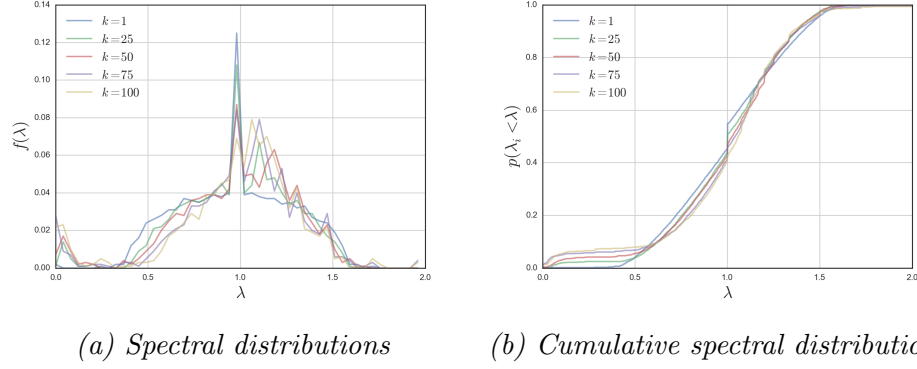 0.14
0.12
0.10
0.08
0.06
0.04
0.02
0.00
f(λ)
k=1
k=25
k=50
k=75
k=100
0.0 0.5 1.0 1.5 2.0
λ
(a) Spectral distributions
1.0
0.8
0.6
0.4
0.2
0.0
p(λi <λ)
k=1
k=25
k=50
k=75
k=100
0.0 0.5 1.0 1.5 2.0
λ
(b) Cumulative spectral distributio